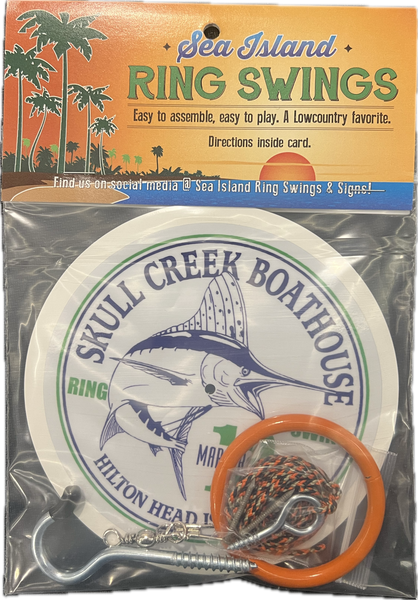 Sea Island
RING SWINGS
Easy to assemble, easy to play. A Lowcountry favorite.
Directions inside card.
Find us on social media @ Sea Island Ring Swings & Signs!
SKULL CREEK BOATHOUSE
RING
HILTON HEAD